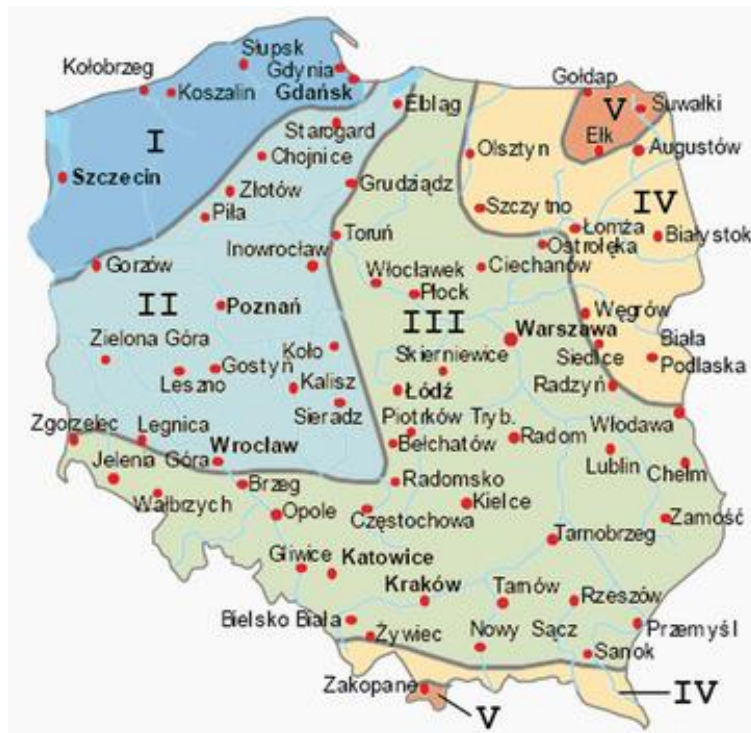 Słupsk
Kołobrzeg
Gdynia
Koszalin
Gdańsk
Gołdap
V
Suwałki
Elbląg
Starogard
I
Chojnice
Olsztyn
Ełk
Augustów
Szczecin
Złotów
Grudziądz
Piła
Szczytno
IV
Łomża
Białystok
Toruń
Ostrołęka
Inowrocław
Gorzów
Włocławek
Ciechanów
Płock
II
Poznań
III
Węgrów
Warszawa
Zielona Góra
Koło
Skierniewice
Siedlce
Biała
Podlaska
Gostyń
Leszno
Kalisz
Łódź
Radzyń
Sieradz
Zgorzelec
Legnica
Piotrków Tryb.
Włodawa
Wrocław
Bełchatów
Radom
Jelenia Góra
Lublin
Chełm
Brzeg
Radomsko
Wałbrzych
Kielce
Opole
Częstochowa
Zamość
Tarnobrzeg
Gliwice
Katowice
Kraków
Tarnów
Rzeszów
Bielsko Biała
Żywiec
Nowy Sącz
Przemyśl
Sanok
Zakopane
IV
V